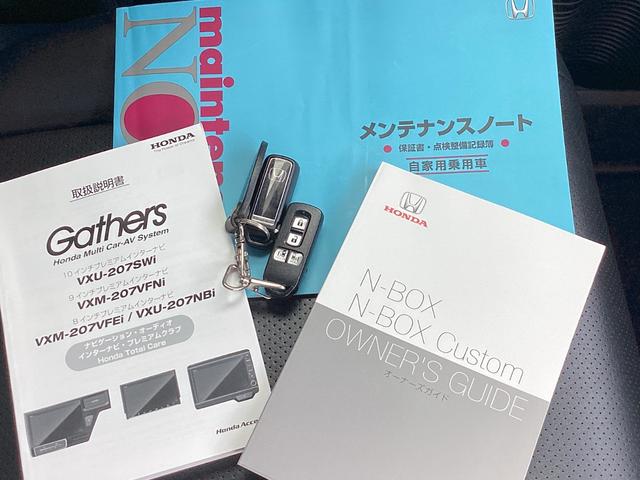 mainten
NO
メンテナンスノート
● 保証書・点検整備記録簿 ●
自家用乗用車
HONDA
The Power of Dreams
取扱説明書
Gathers
Honda Multi Car-AV System
10インチプレミアムインターナビ
VXU-207SWi
9インチプレミアムインターナビ
VXM-207VFNi
8インチプレミアムインターナビ
VXM-207VFEi / VXU-207NBi
ナビゲーション・オーディオ
インターナビ・プレミアムクラブ
Honda Total Care
Honda Acce
HONDA
N-BOX
N-BOX Custom
OWNER'S GUIDE
オーナーズガイド